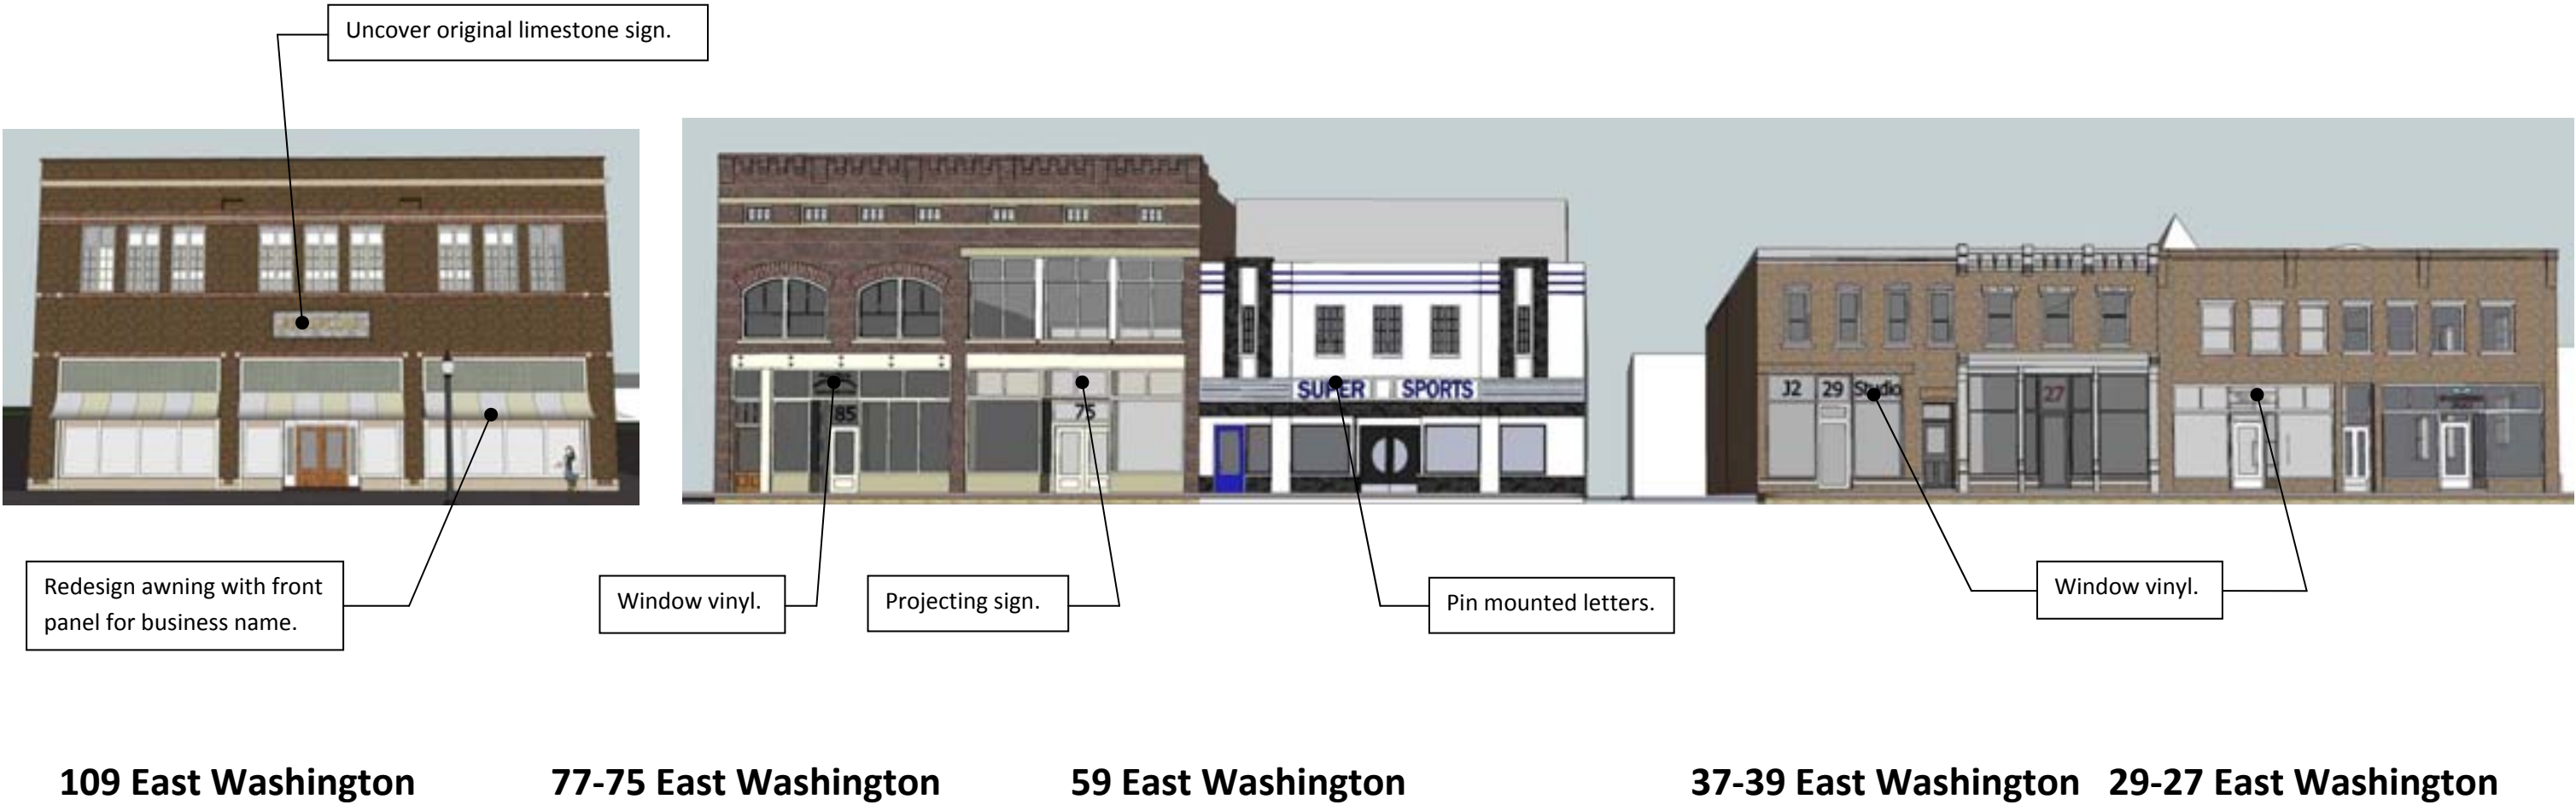 Uncover original limestone sign.
85
75
SUPER SPORTS
J2 29 Studio
27
Redesign awning with front
panel for business name.
Window vinyl.
Projecting sign.
Pin mounted letters.
Window vinyl.
109 East Washington
77-75 East Washington
59 East Washington
37-39 East Washington
29-27 East Washington